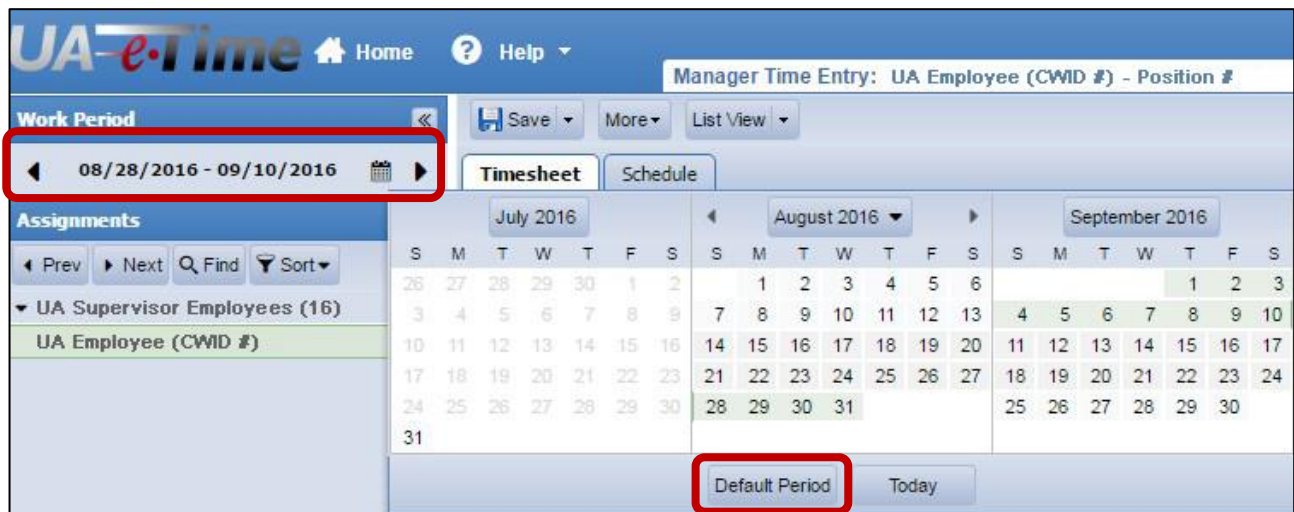 UA e•Time Home Help
Manager Time Entry: UA Employee (CWID #) - Position #
Work Period
Save More List View
08/28/2016 - 09/10/2016
Timesheet Schedule
Assignments
July 2016 August 2016 September 2016
Prev Next Find Sort
S M T W T F S S M T W T F S S M T W T F S
26 27 28 29 30 1 2 1 2 3 4 5 6 1 2 3
UA Supervisor Employees (16)
3 4 5 6 7 8 9 7 8 9 10 11 12 13 4 5 6 7 8 9 10
UA Employee (CWID #)
10 11 12 13 14 15 16 14 15 16 17 18 19 20 11 12 13 14 15 16 17
17 18 19 20 21 22 23 21 22 23 24 25 26 27 18 19 20 21 22 23 24
24 25 26 27 28 29 30 28 29 30 31 25 26 27 28 29 30
31
Default Period Today